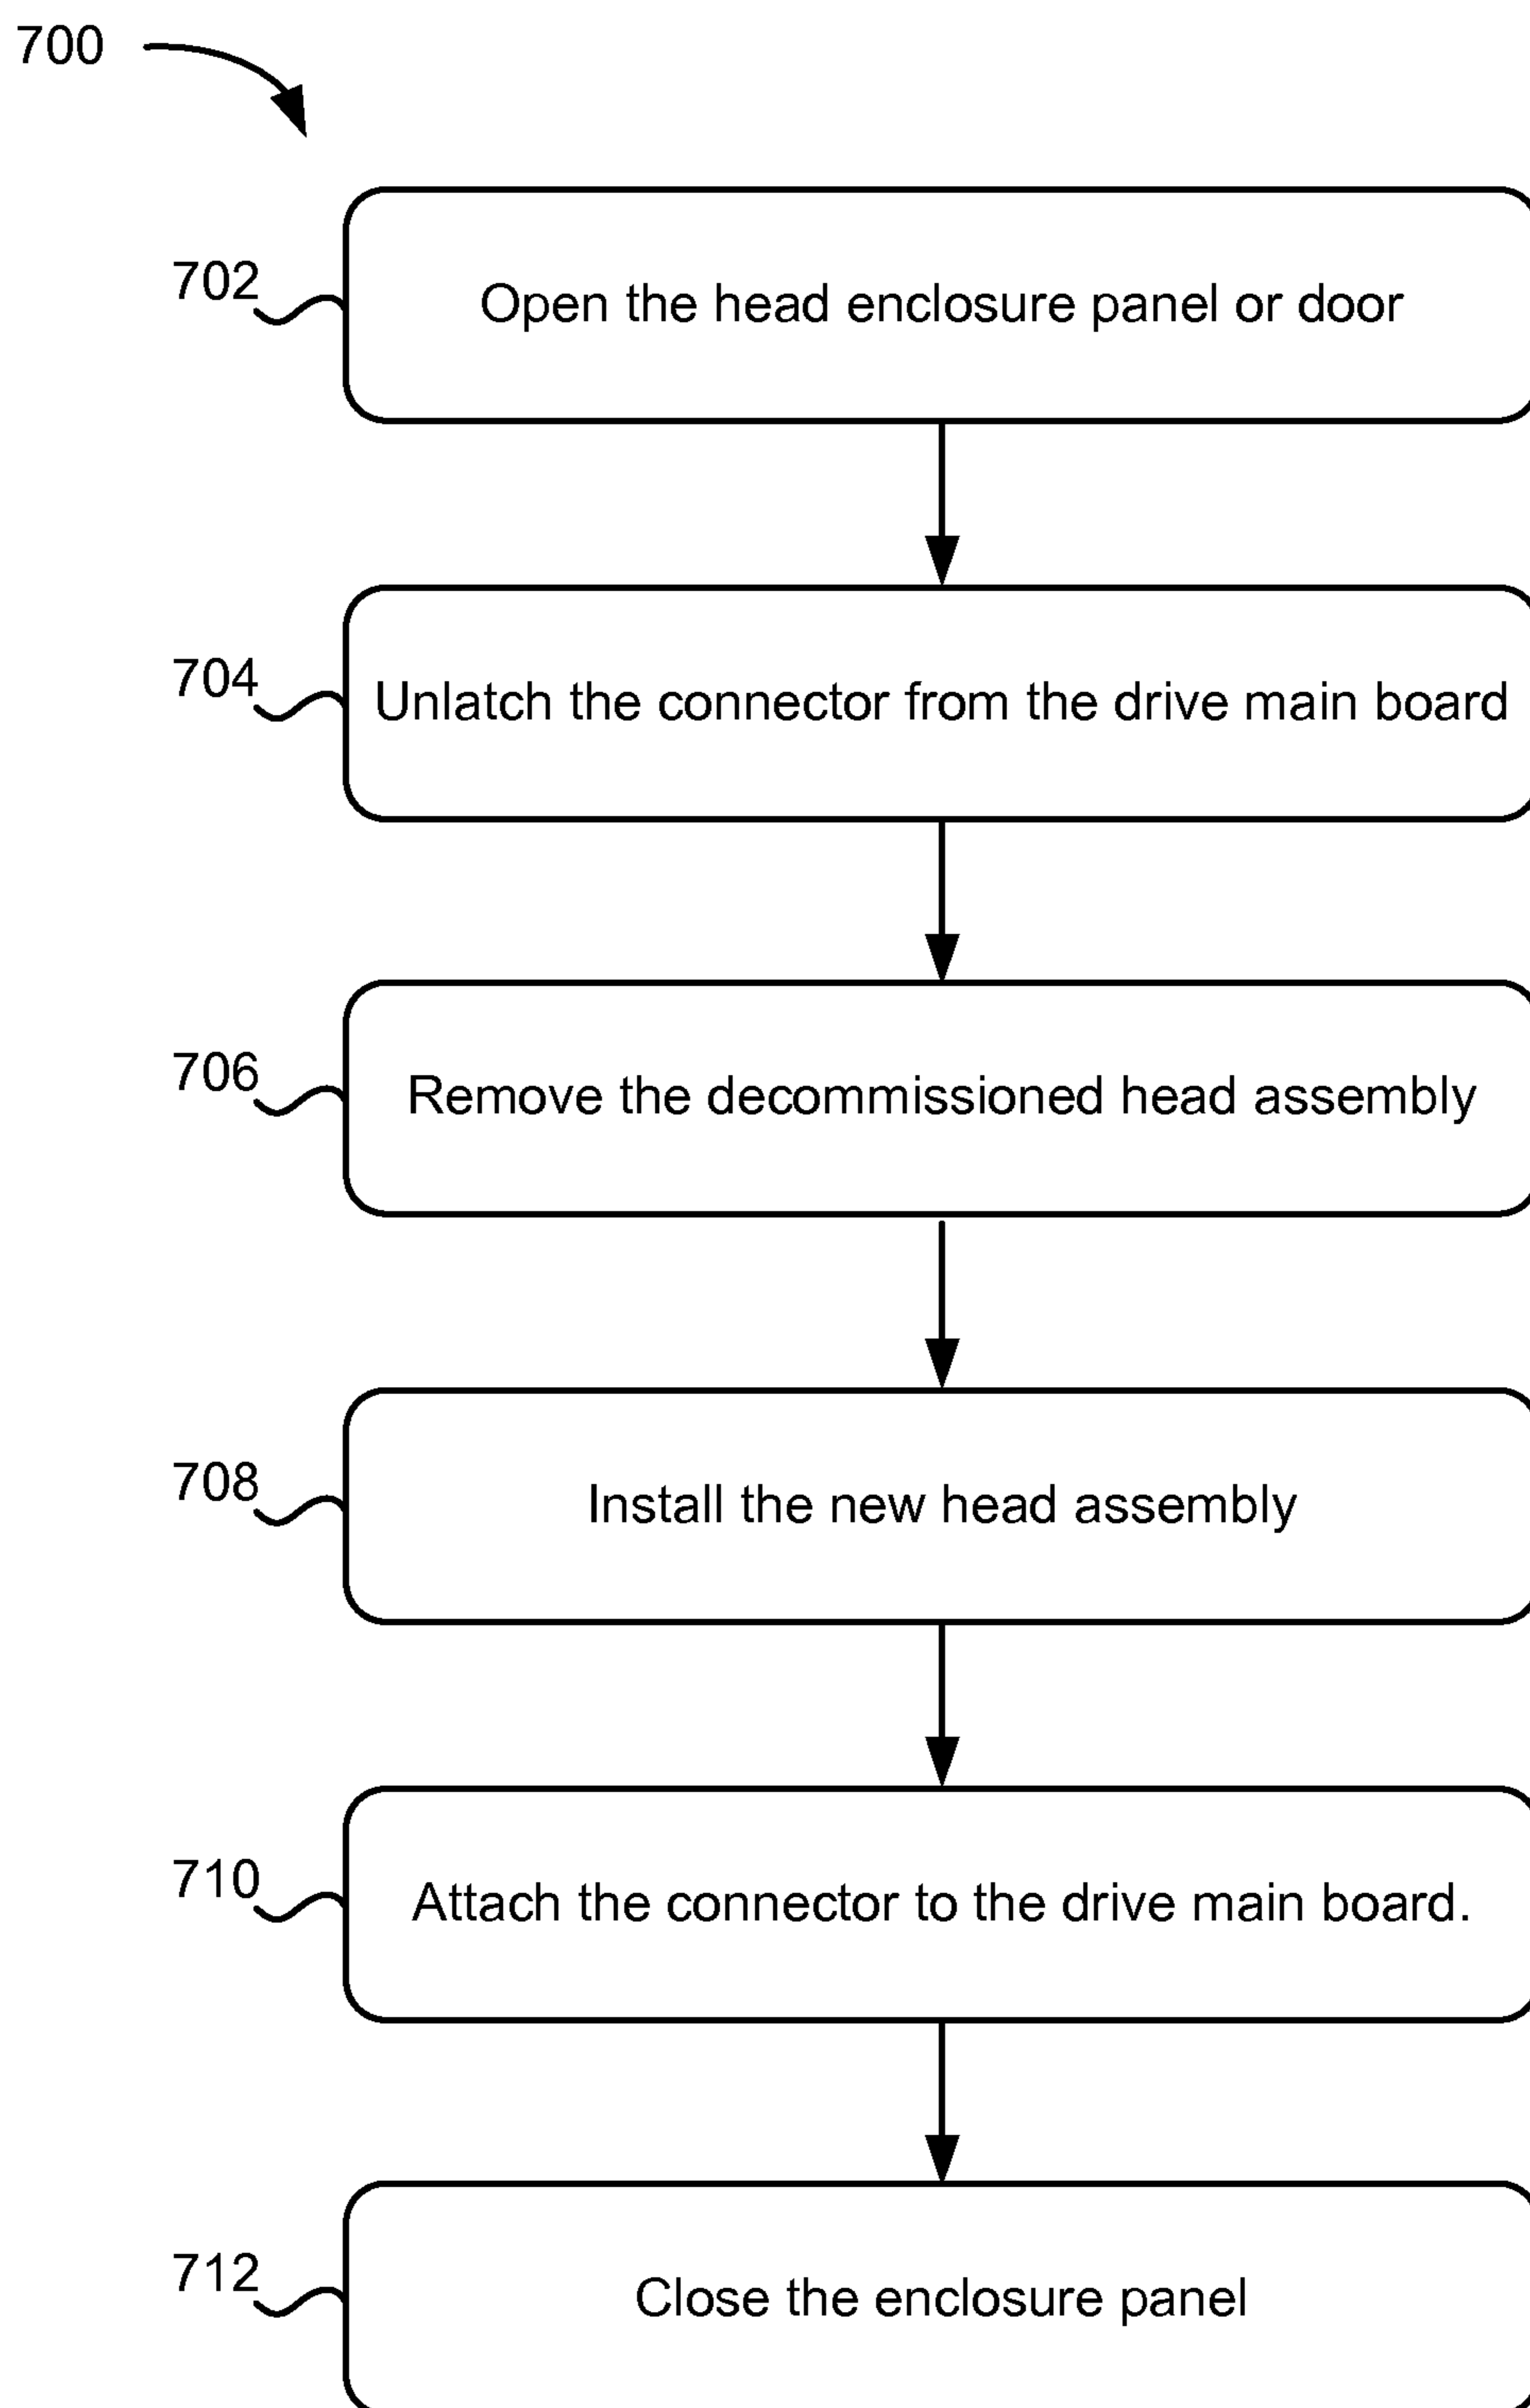 700
702
Open the head enclosure panel or door
704
Unlatch the connector from the drive main board
706
Remove the decommissioned head assembly
708
Install the new head assembly
710
Attach the connector to the drive main board.
712
Close the enclosure panel